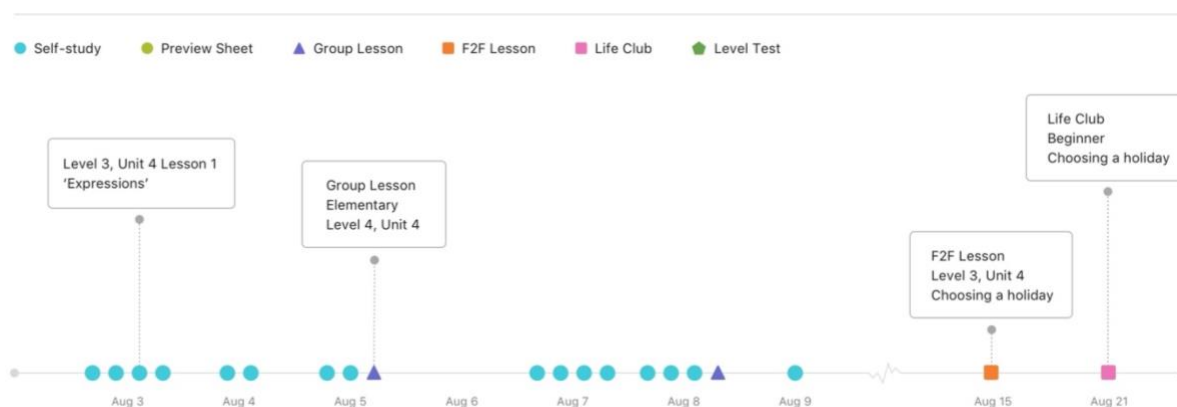 Self-study Preview Sheet Group Lesson F2F Lesson Life Club Level Test
Level 3, Unit 4 Lesson 1
‘Expressions’
Group Lesson
Elementary
Level 4, Unit 4
F2F Lesson
Level 3, Unit 4
Choosing a holiday
Life Club
Beginner
Choosing a holiday
Aug 3 Aug 4 Aug 5 Aug 6 Aug 7 Aug 8 Aug 9 Aug 15 Aug 21